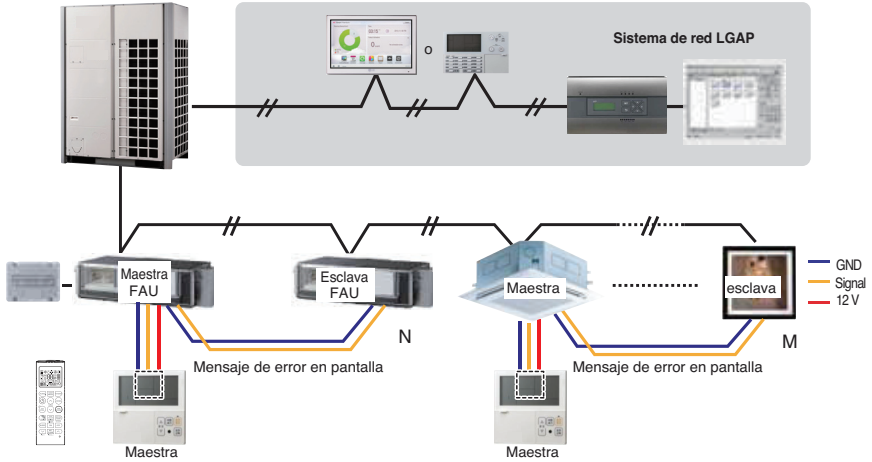 Sistema de red LGAP
o
Maestra
FAU
Esclava
FAU
Maestra
esclava
GND
Signal
12 V
N
M
Mensaje de error en pantalla
Mensaje de error en pantalla
Maestra
Maestra